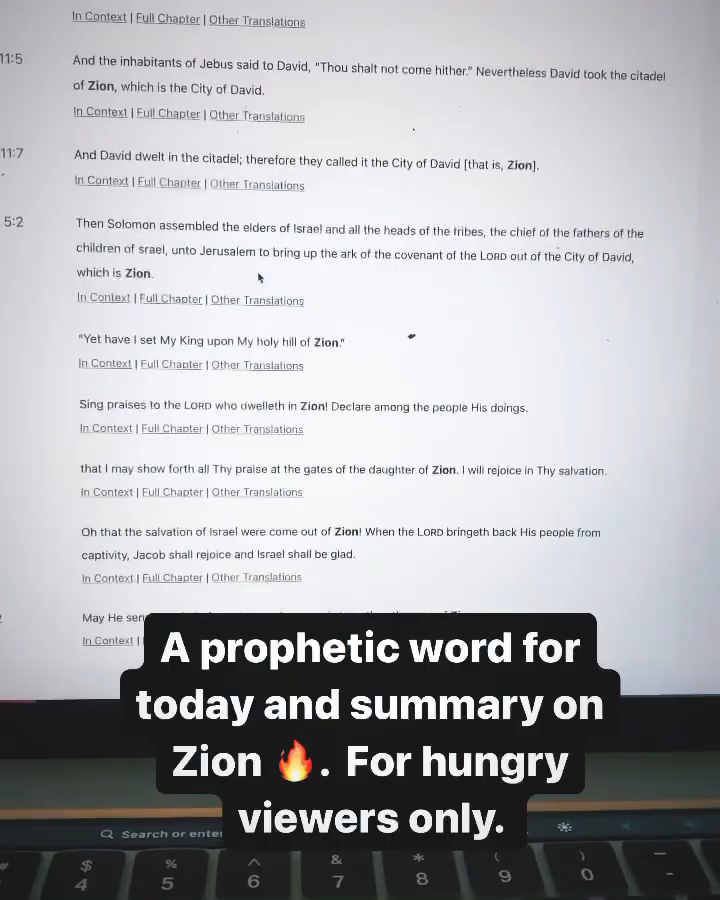 In Context | Full Chapter | Other Translations
11:5
And the inhabitants of Jebus said to David, "Thou shalt not come hither." Nevertheless David took the citadel
of Zion, which is the City of David.
In Context | Full Chapter | Other Translations
11:7
And David dwelt in the citadel; therefore they called it the City of David [that is, Zion].
In Context | Full Chapter | Other Translations
5:2
Then Solomon assembled the elders of Israel and all the heads of the tribes, the chief of the fathers of the
children of srael, unto Jerusalem to bring up the ark of the covenant of the LORD out of the City of David,
which is Zion.
In Context | Full Chapter | Other Translations
"Yet have I set My King upon My holy hill of Zion."
In Context | Full Chapter | Other Translations
Sing praises to the LORD who dwelleth in Zion! Declare among the people His doings.
In Context | Full Chapter | Other Translations
that I may show forth all Thy praise at the gates of the daughter of Zion. I will rejoice in Thy salvation.
In Context | Full Chapter | Other Translations
Oh that the salvation of Israel were come out of Zion! When the LORD bringeth back His people from
captivity, Jacob shall rejoice and Israel shall be glad.
In Context | Full Chapter | Other Translations
May He sen
In Context |
A prophetic word for
today and summary on
Zion 🔥. For hungry
viewers only.
Search or enter
$ % ^ & * ( )
4 5 6 7 8 9 0 -